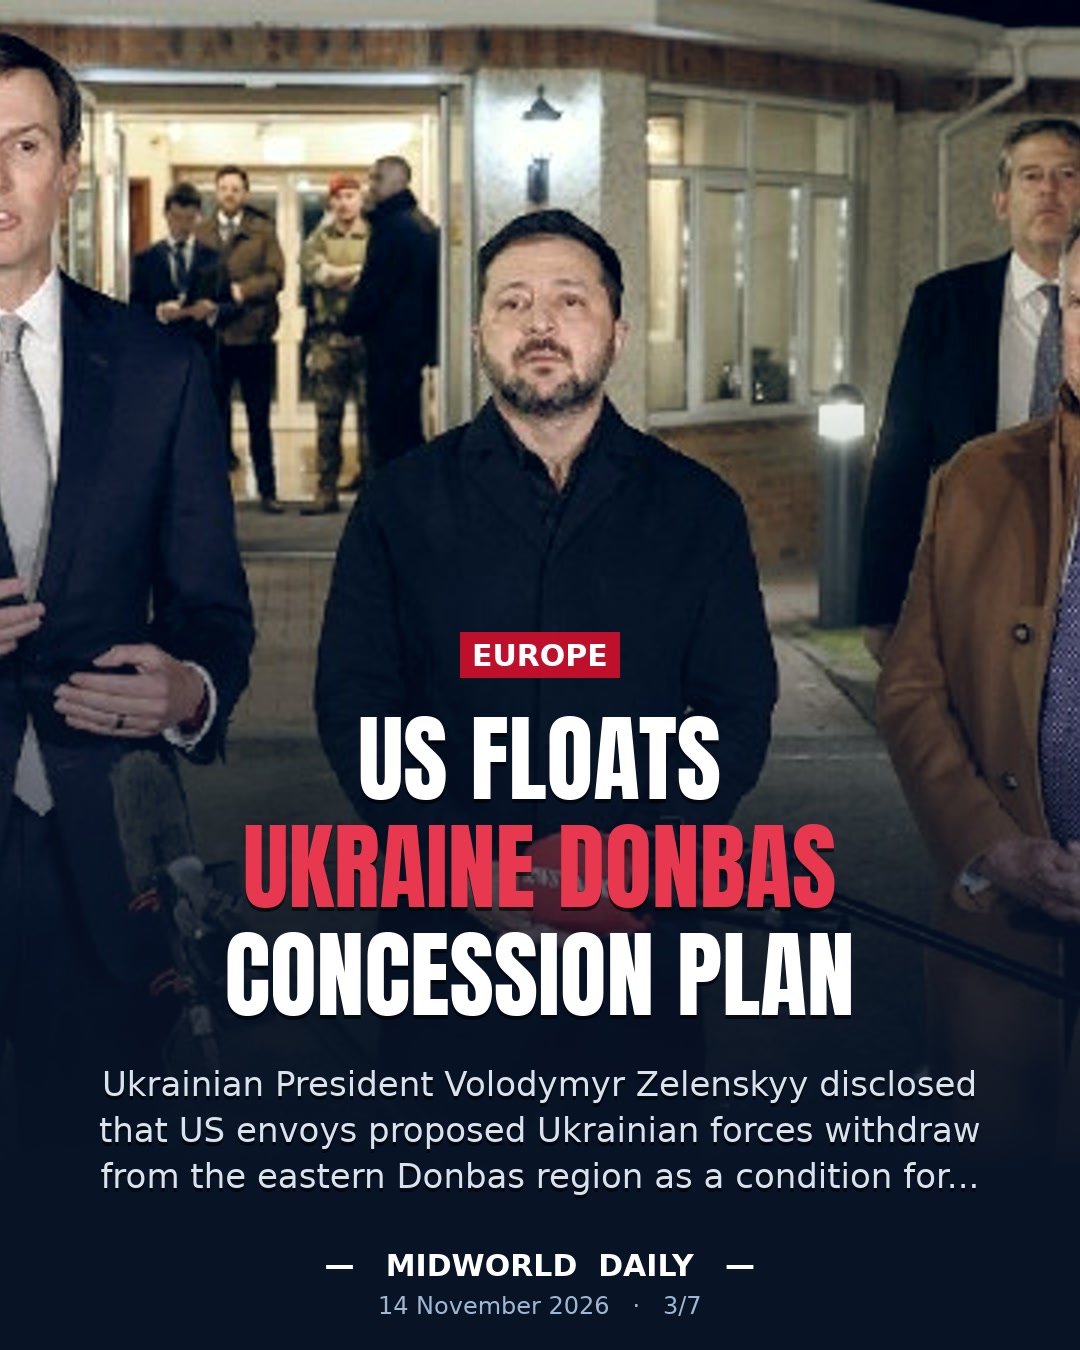 EUROPE
US FLOATS
UKRAINE DONBAS
CONCESSION PLAN
Ukrainian President Volodymyr Zelenskyy disclosed
that US envoys proposed Ukrainian forces withdraw
from the eastern Donbas region as a condition for...
— MIDWORLD DAILY —
14 November 2026 · 3/7